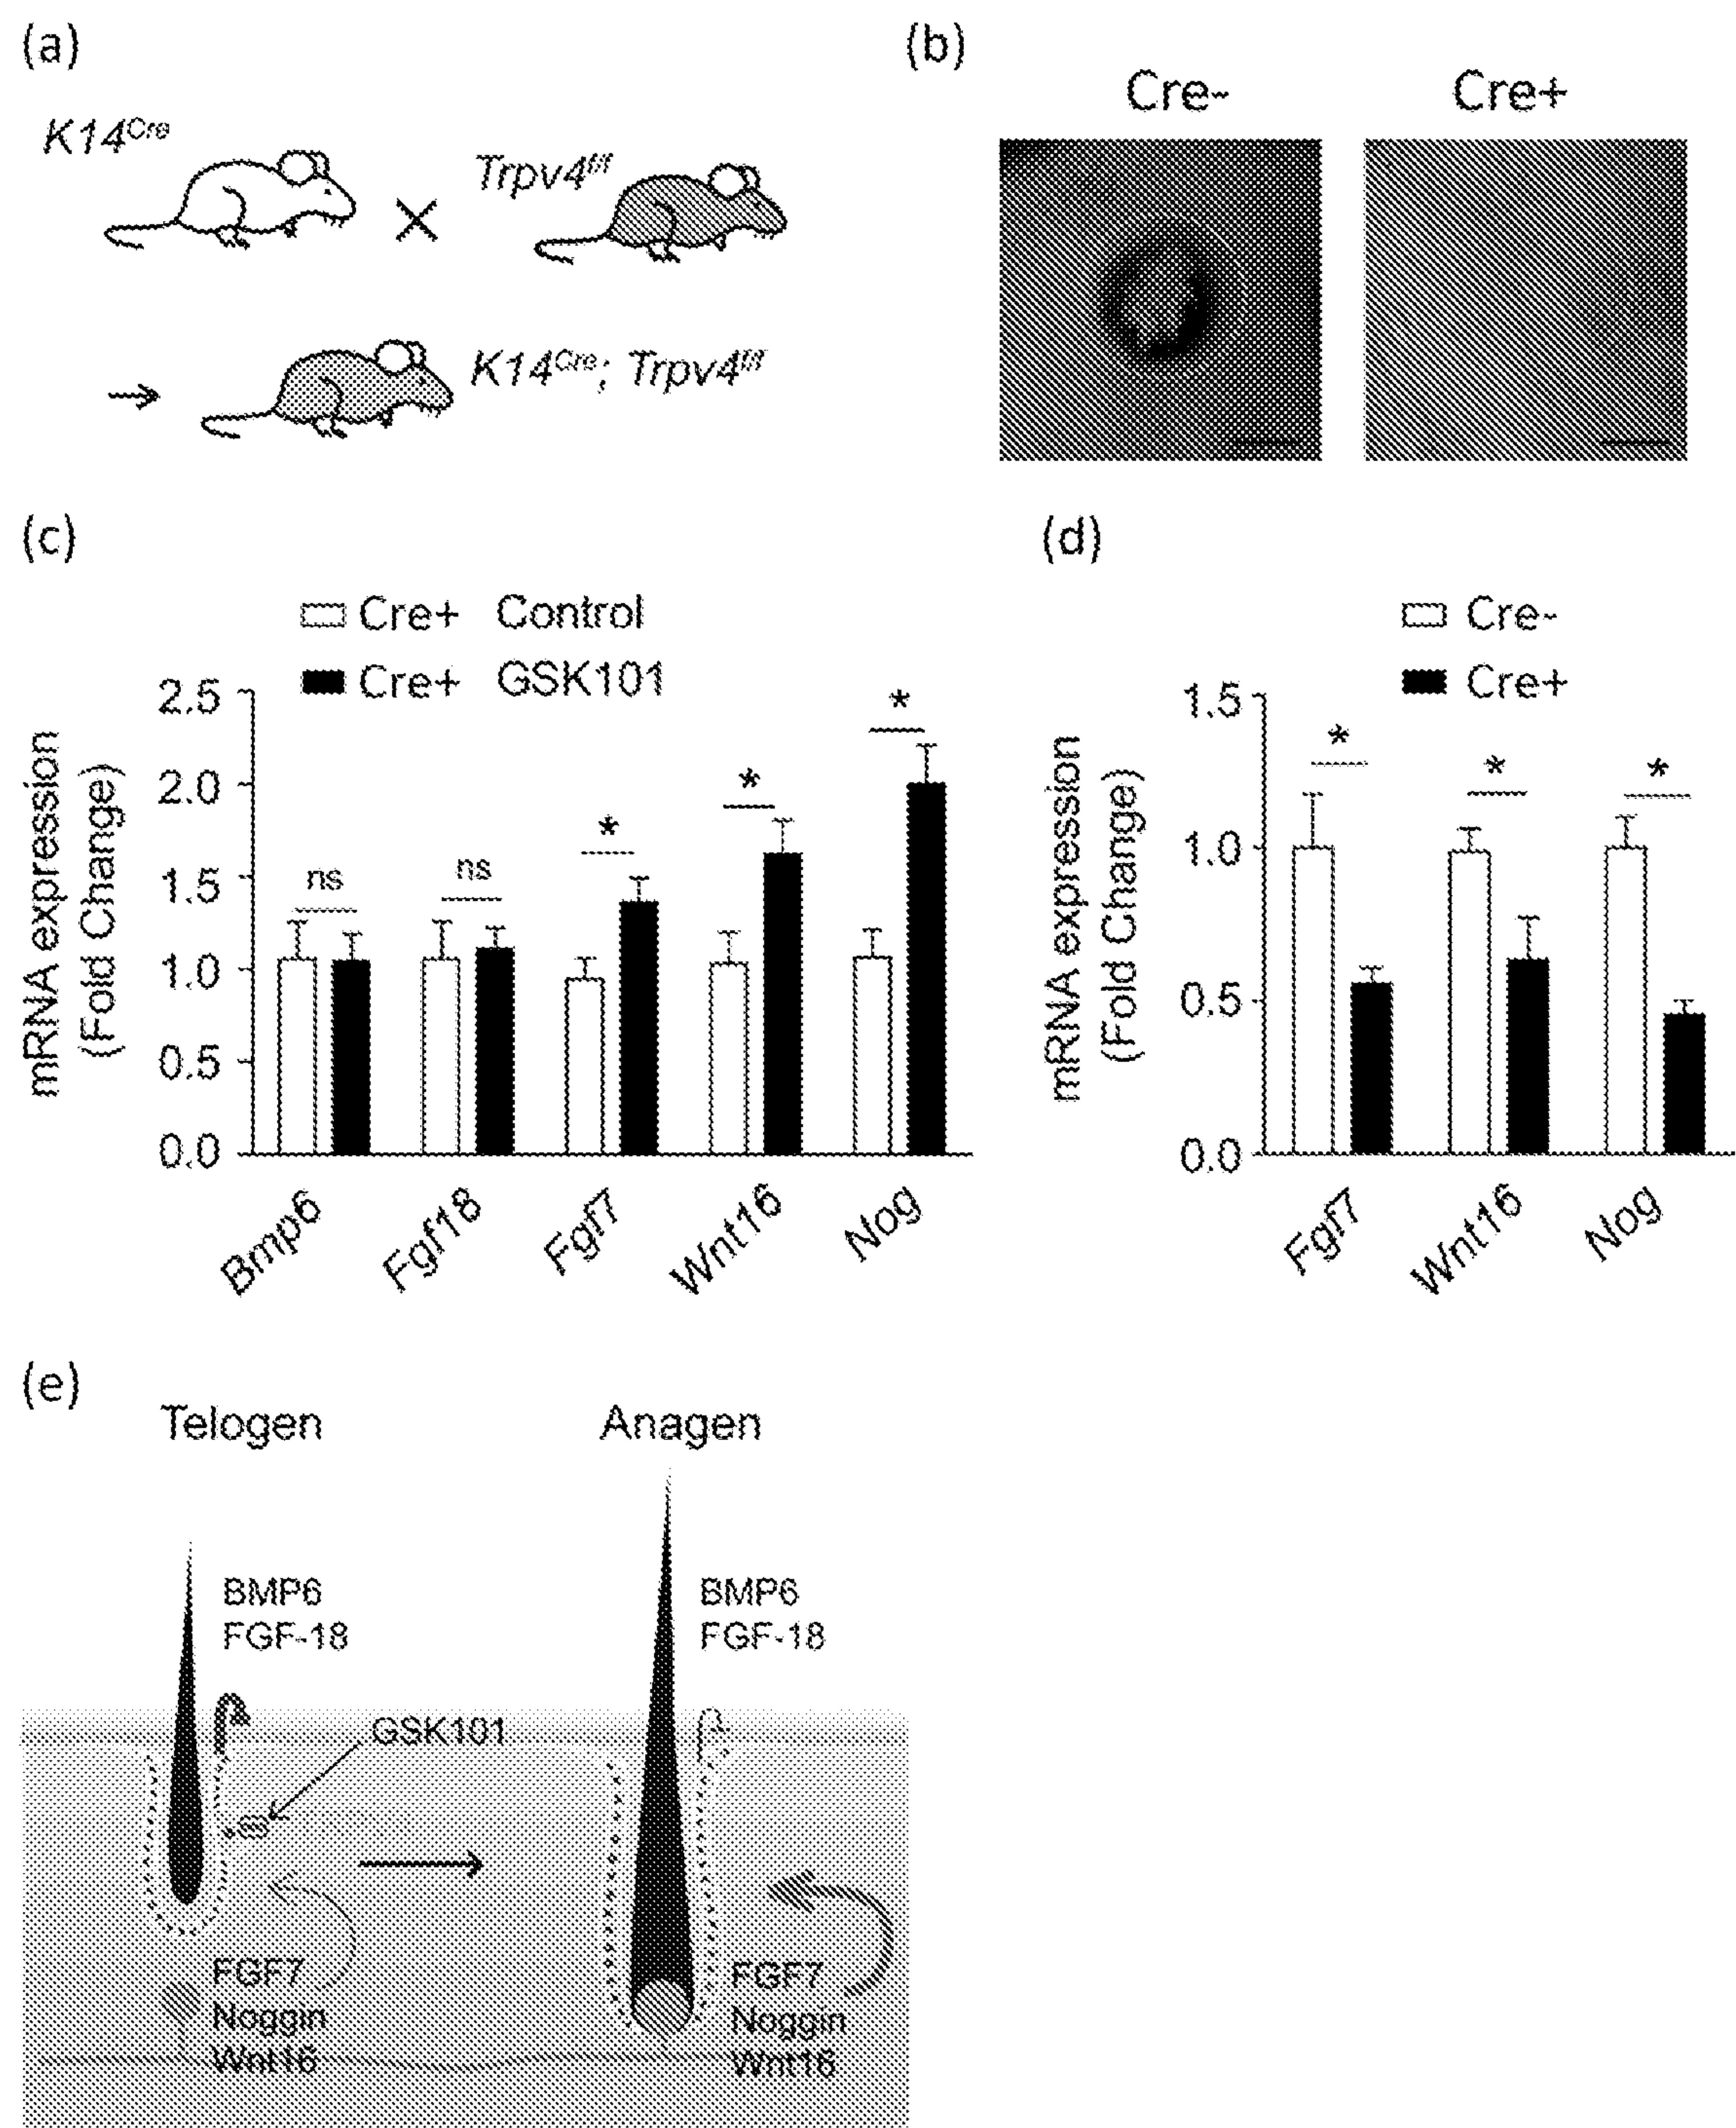 (a)
K14Cre
Trpv4f/f
K14Cre; Trpv4f/f
(b)
Cre- Cre+
(c)
Cre+ Control
Cre+ GSK101
mRNA expression
(Fold Change)
2.5
2.0
1.5
1.0
0.5
0.0
ns
ns
*
*
*
Bmp6
Fgf18
Fgf7
Wnt16
Nog
(d)
Cre-
Cre+
mRNA expression
(Fold Change)
1.5
1.0
0.5
0.0
*
*
*
Fgf7
Wnt16
Nog
(e)
Telogen
BMP6
FGF-18
GSK101
FGF7
Noggin
Wnt16
Anagen
BMP6
FGF-18
FGF7
Noggin
Wnt16